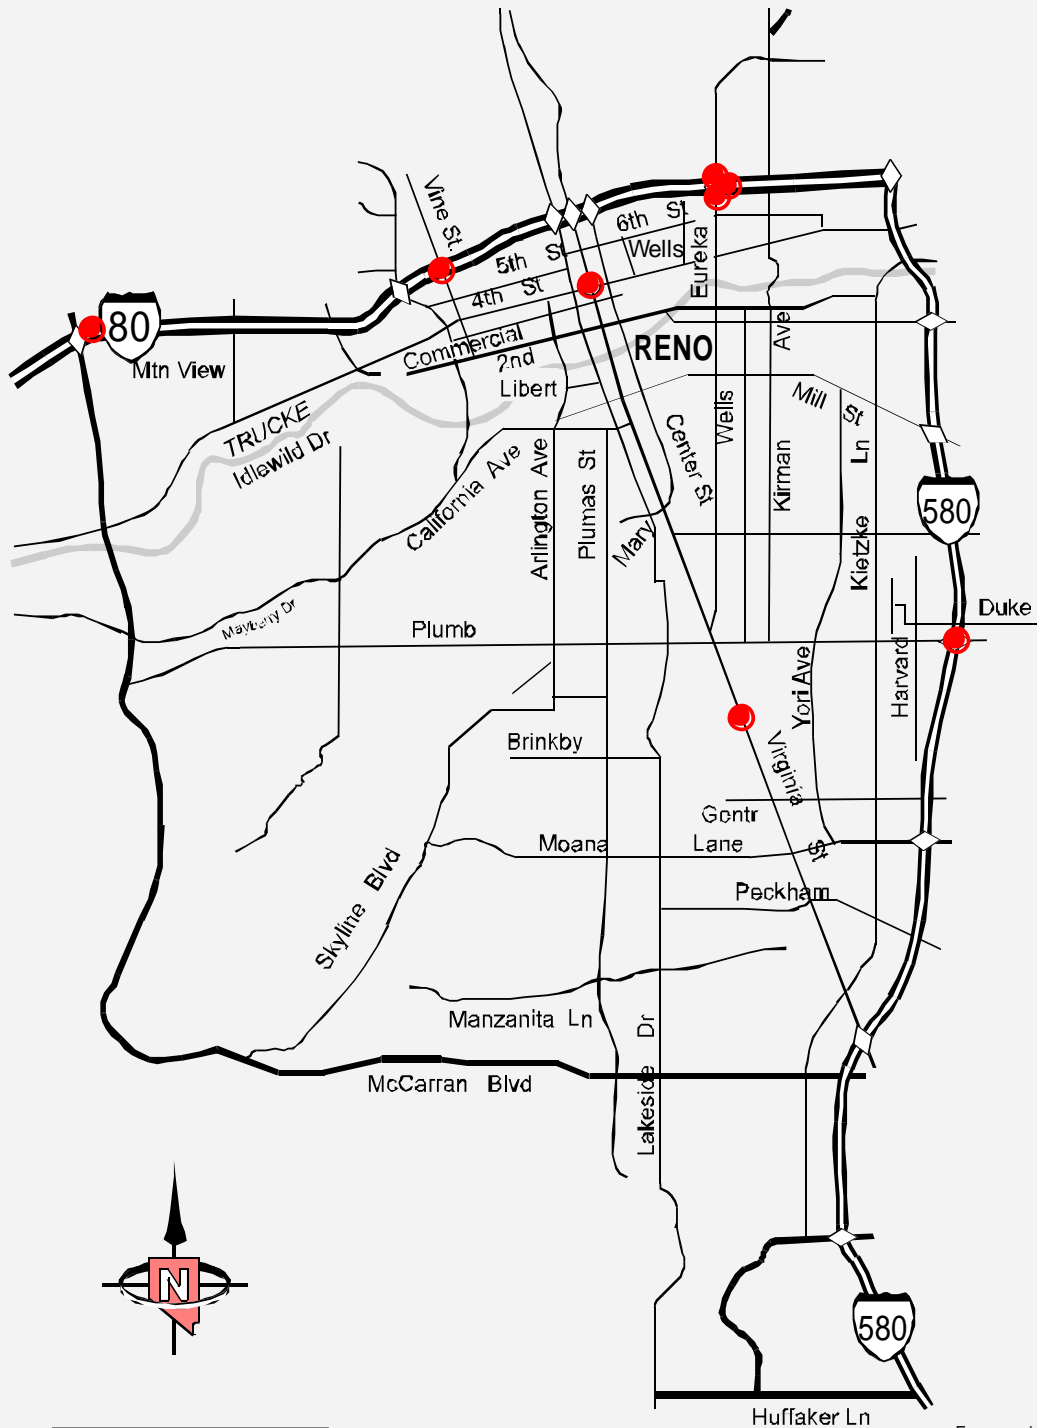 Vine St.
6th St
Wells
5th St
Eureka
4th St
80
Commercial
RENO
Ave
2nd
Mtn View
Libert
Mill St
TRUCKE
Idlewild Dr
California Ave
Arlington Ave
Plumas St
Center St
Wells
Kirman
Ln
Kietzke
580
Mary
Mayberry Dr
Plumb
Duke
Harvard
Yori Ave
Brinkby
Virginia
St
Gentr
Moana Lane
Skyline Blvd
Peckham
Manzanita Ln
Lakeside Dr
McCarran Blvd
N
580
Huffaker Ln